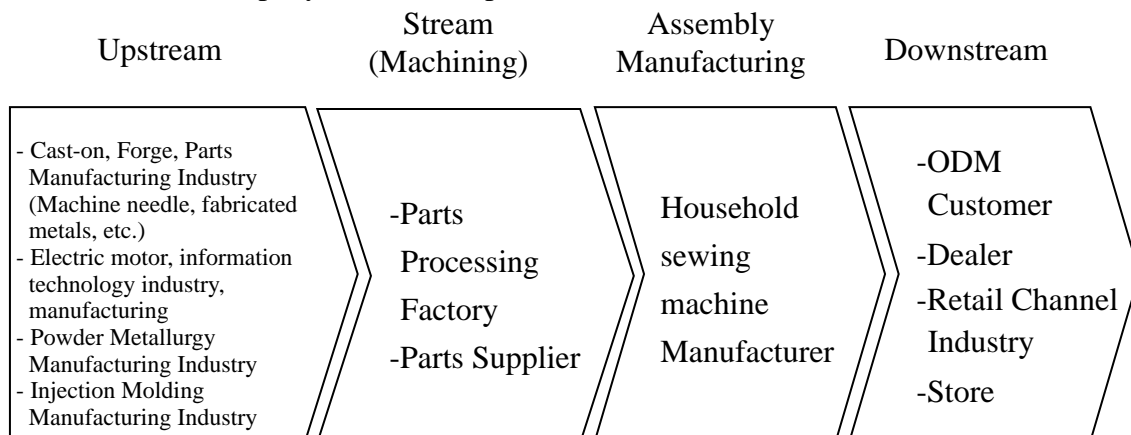 Upstream
Stream
(Machining)
Assembly
Manufacturing
Downstream
- Cast-on, Forge, Parts
Manufacturing Industry
(Machine needle, fabricated
metals, etc.)
- Electric motor, information
technology industry,
manufacturing
- Powder Metallurgy
Manufacturing Industry
- Injection Molding
Manufacturing Industry
-Parts
Processing
Factory
-Parts Supplier
Household
sewing
machine
Manufacturer
-ODM
Customer
-Dealer
-Retail Channel
Industry
-Store